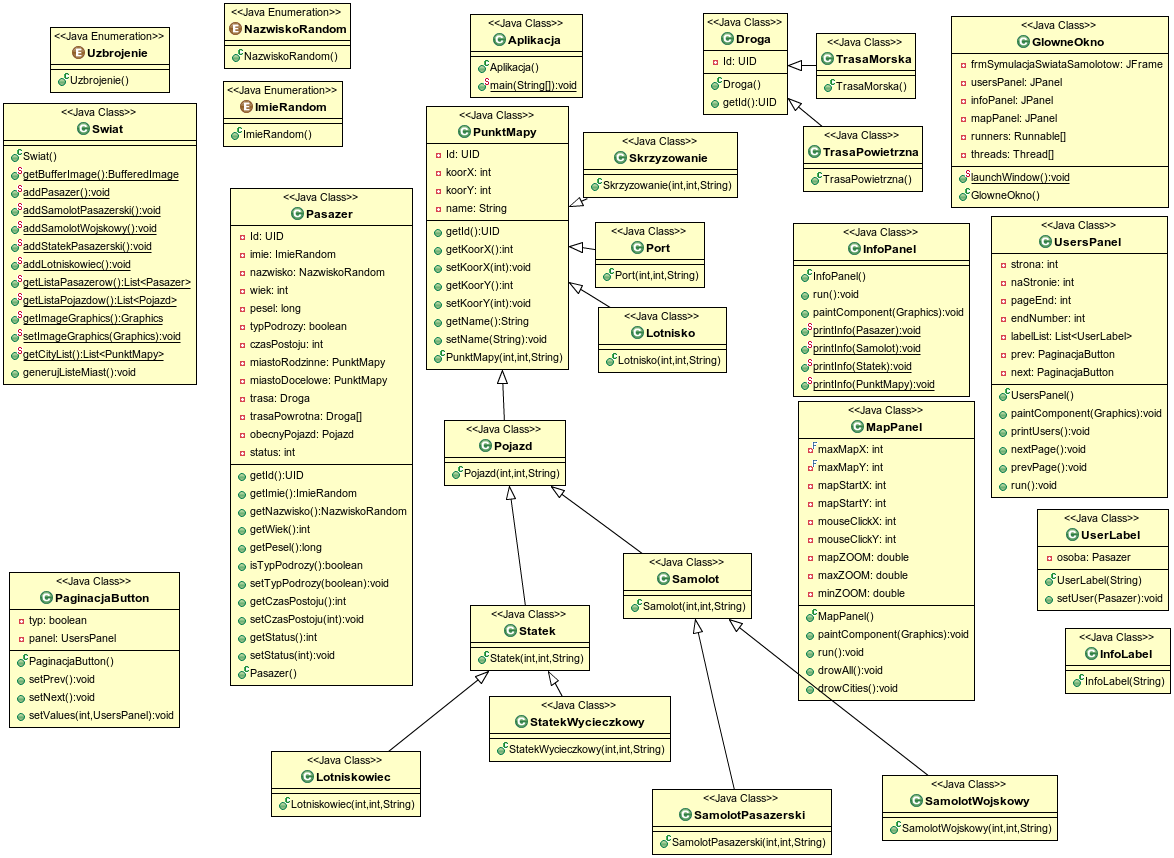 <<Java Enumeration>>
Uzbrojenie
Uzbrojenie()
<<Java Enumeration>>
NazwiskoRandom
NazwiskoRandom()
<<Java Enumeration>>
ImieRandom
ImieRandom()
<<Java Class>>
Aplikacja
Aplikacja()
main(String[]):void
<<Java Class>>
Droga
Id: UID
Droga()
getId():UID
<<Java Class>>
TrasaMorska
TrasaMorska()
<<Java Class>>
TrasaPowietrzna
TrasaPowietrzna()
<<Java Class>>
GlowneOkno
frmSymulacjaSwiataSamolotow: JFrame
usersPanel: JPanel
infoPanel: JPanel
mapPanel: JPanel
runners: Runnable[]
threads: Thread[]
launchWindow():void
GlowneOkno()
<<Java Class>>
Swiat
Swiat()
getBufferImage():BufferedImage
addPasazer():void
addSamolotPasazerski():void
addSamolotWojskowy():void
addStatekPasazerski():void
addLotniskowiec():void
getListaPasazerow():List<Pasazer>
getListaPojazdow():List<Pojazd>
getImageGraphics():Graphics
setImageGraphics(Graphics):void
getCityList():List<PunktMapy>
generujListeMiast():void
<<Java Class>>
Pasazer
Id: UID
imie: ImieRandom
nazwisko: NazwiskoRandom
wiek: int
pesel: long
typPodrozy: boolean
czasPostoju: int
miastoRodzinne: PunktMapy
miastoDocelowe: PunktMapy
trasa: Droga
trasaPowrotna: Droga[]
obecnyPojazd: Pojazd
status: int
getId():UID
getImie():ImieRandom
getNazwisko():NazwiskoRandom
getWiek():int
getPesel():long
isTypPodrozy():boolean
setTypPodrozy(boolean):void
getCzasPostoju():int
setCzasPostoju(int):void
getStatus():int
setStatus(int):void
Pasazer()
<<Java Class>>
PunktMapy
Id: UID
koorX: int
koorY: int
name: String
getId():UID
getKoorX():int
setKoorX(int):void
getKoorY():int
setKoorY(int):void
getName():String
setName(String):void
PunktMapy(int,int,String)
<<Java Class>>
Skrzyzowanie
Skrzyzowanie(int,int,String)
<<Java Class>>
Port
Port(int,int,String)
<<Java Class>>
Lotnisko
Lotnisko(int,int,String)
<<Java Class>>
InfoPanel
InfoPanel()
run():void
paintComponent(Graphics):void
printInfo(Pasazer):void
printInfo(Samolot):void
printInfo(Statek):void
printInfo(PunktMapy):void
<<Java Class>>
UsersPanel
strona: int
naStronie: int
pageEnd: int
endNumber: int
labelList: List<UserLabel>
prev: PaginacjaButton
next: PaginacjaButton
UsersPanel()
paintComponent(Graphics):void
printUsers():void
nextPage():void
prevPage():void
run():void
<<Java Class>>
MapPanel
maxMapX: int
maxMapY: int
mapStartX: int
mapStartY: int
mouseClickX: int
mouseClickY: int
mapZOOM: double
maxZOOM: double
minZOOM: double
MapPanel()
paintComponent(Graphics):void
run():void
drowAll():void
drowCities():void
<<Java Class>>
Pojazd
Pojazd(int,int,String)
<<Java Class>>
UserLabel
osoba: Pasazer
UserLabel(String)
setUser(Pasazer):void
<<Java Class>>
InfoLabel
InfoLabel(String)
<<Java Class>>
PaginacjaButton
typ: boolean
panel: UsersPanel
PaginacjaButton()
setPrev():void
setNext():void
setValues(int,UsersPanel):void
<<Java Class>>
Samolot
Samolot(int,int,String)
<<Java Class>>
Statek
Statek(int,int,String)
<<Java Class>>
StatekWycieczkowy
StatekWycieczkowy(int,int,String)
<<Java Class>>
Lotniskowiec
Lotniskowiec(int,int,String)
<<Java Class>>
SamolotPasazerski
SamolotPasazerski(int,int,String)
<<Java Class>>
SamolotWojskowy
SamolotWojskowy(int,int,String)